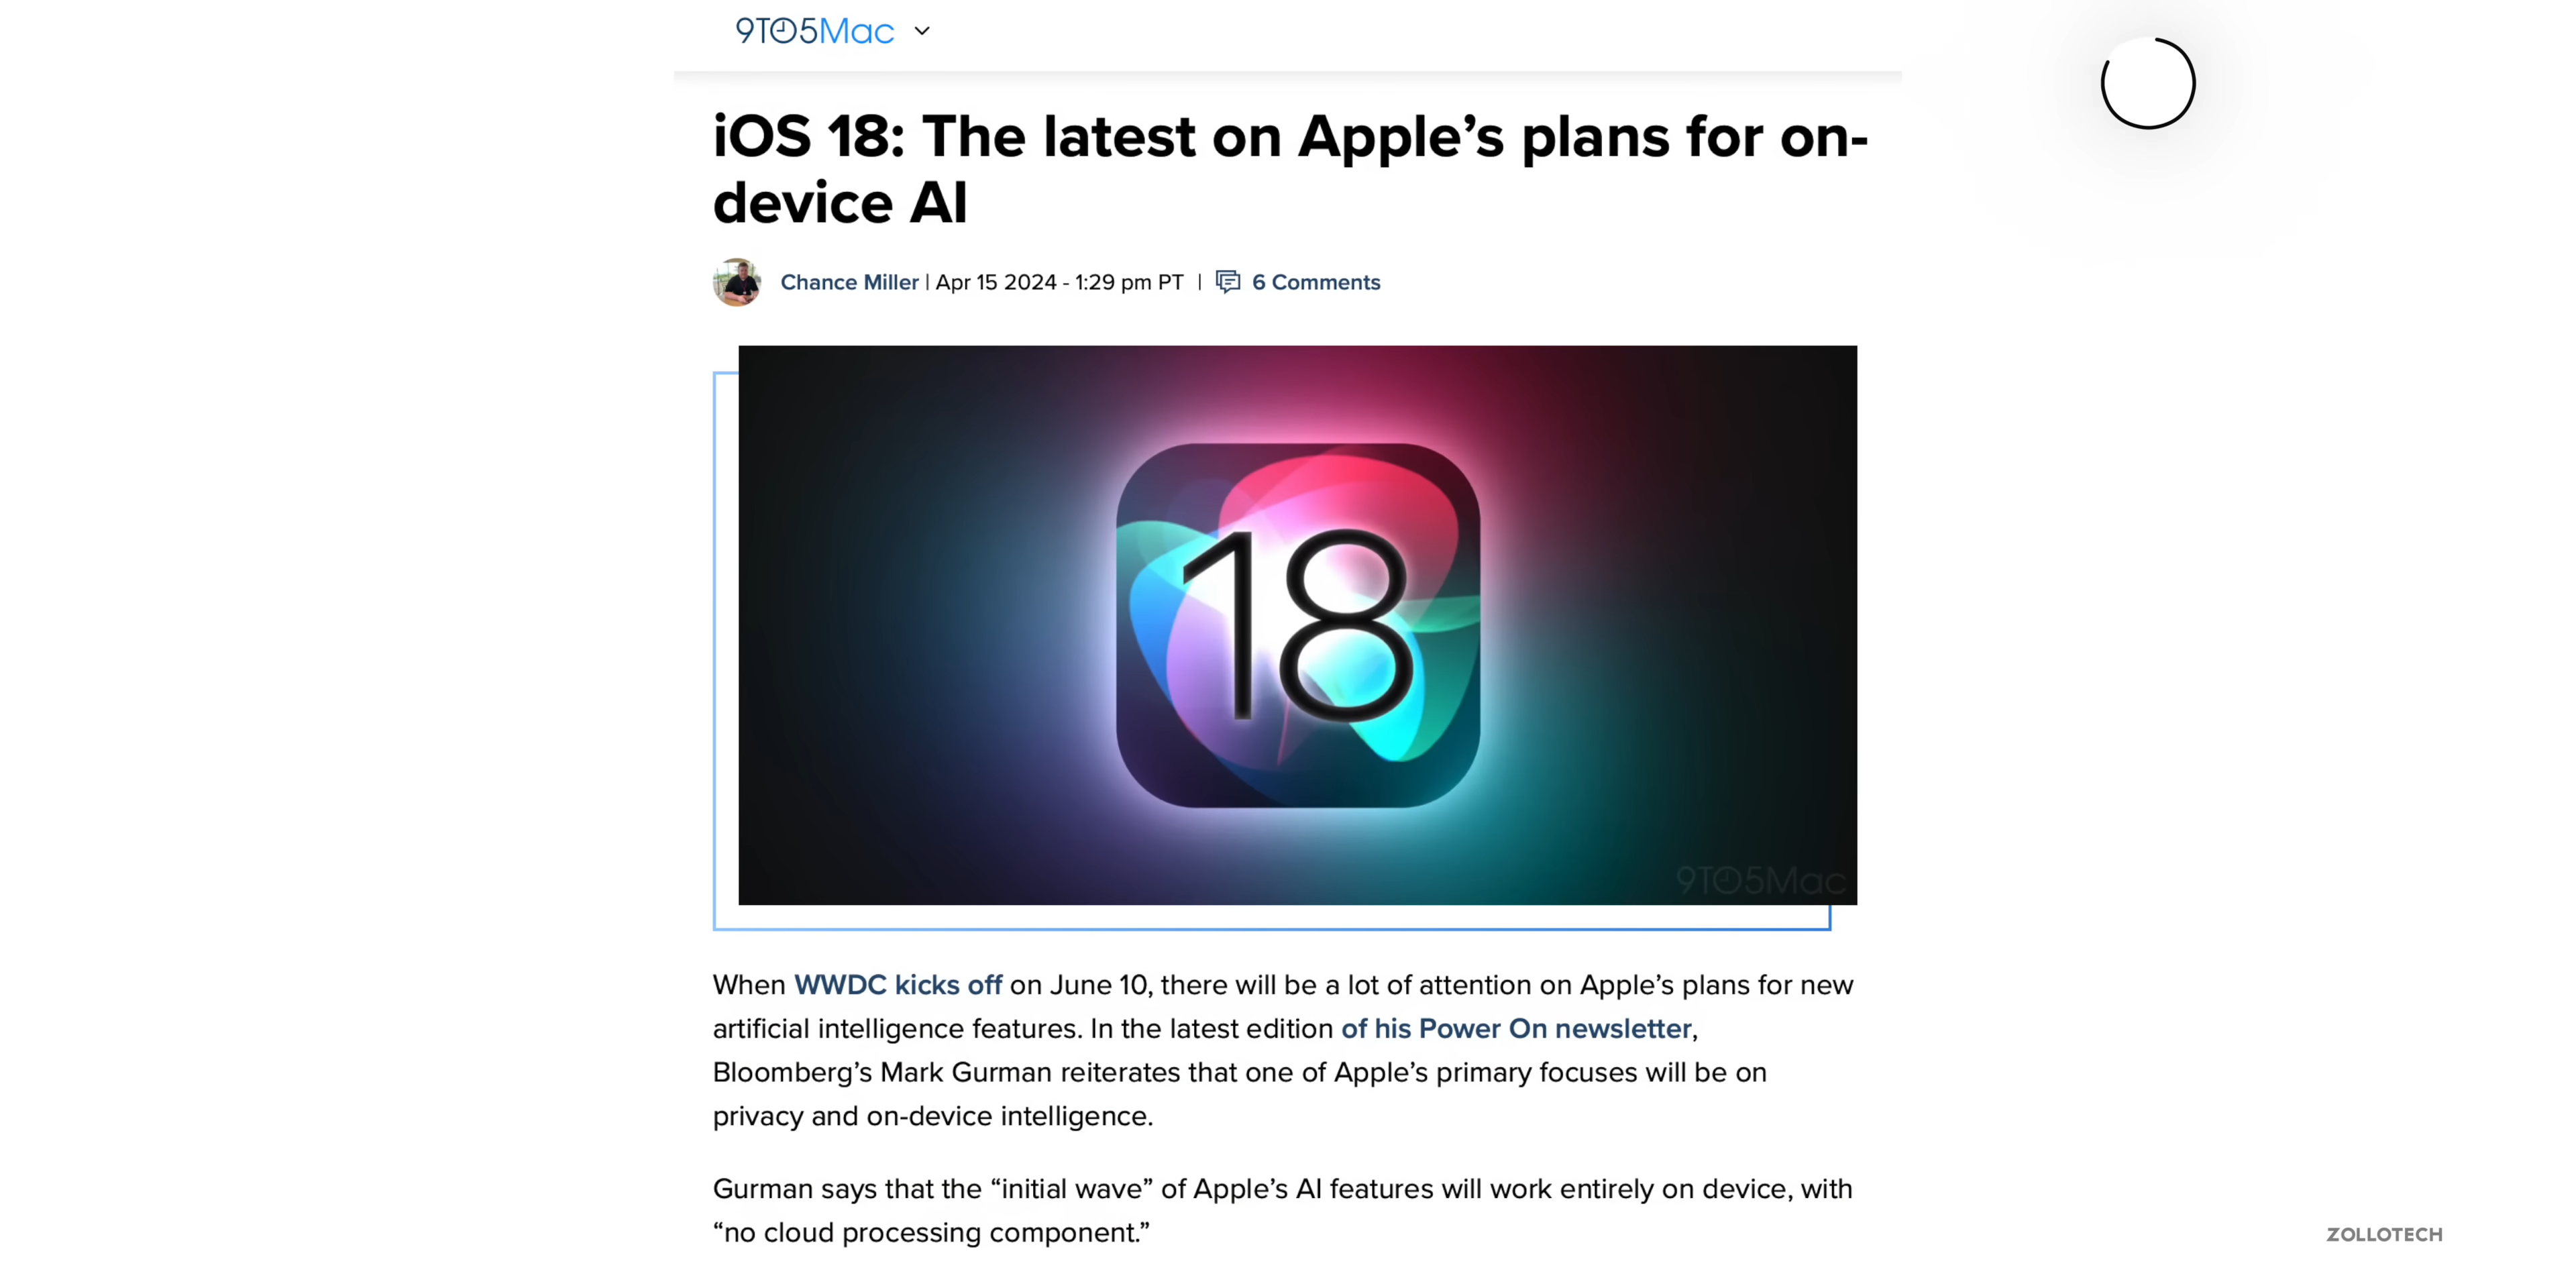 9TO5Mac
iOS 18: The latest on Apple’s plans for on-
device AI
Chance Miller | Apr 15 2024 - 1:29 pm PT | 6 Comments
18
9TO5Mac
When WWDC kicks off on June 10, there will be a lot of attention on Apple’s plans for new
artificial intelligence features. In the latest edition of his Power On newsletter,
Bloomberg’s Mark Gurman reiterates that one of Apple’s primary focuses will be on
privacy and on-device intelligence.
Gurman says that the “initial wave” of Apple’s AI features will work entirely on device, with
“no cloud processing component.”
ZOLLOTECH